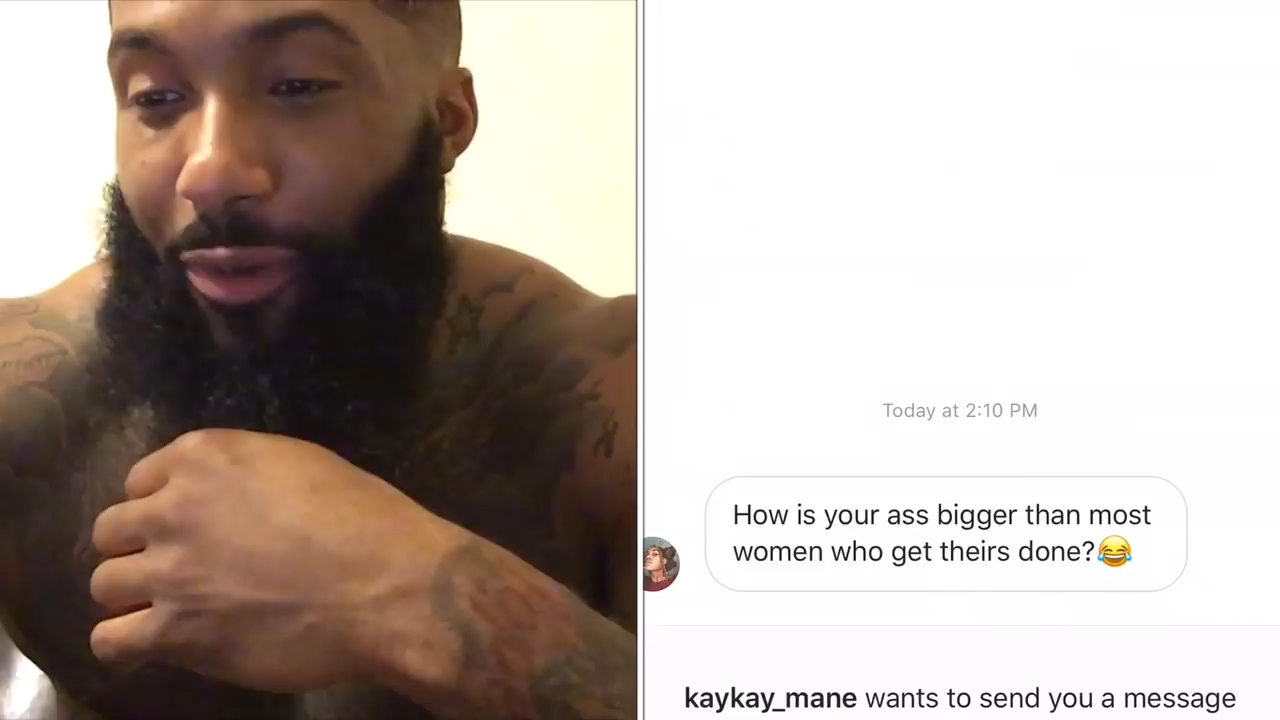 Today at 2:10 PM
How is your ass bigger than most
women who get theirs done?😂
kaykay_mane wants to send you a message